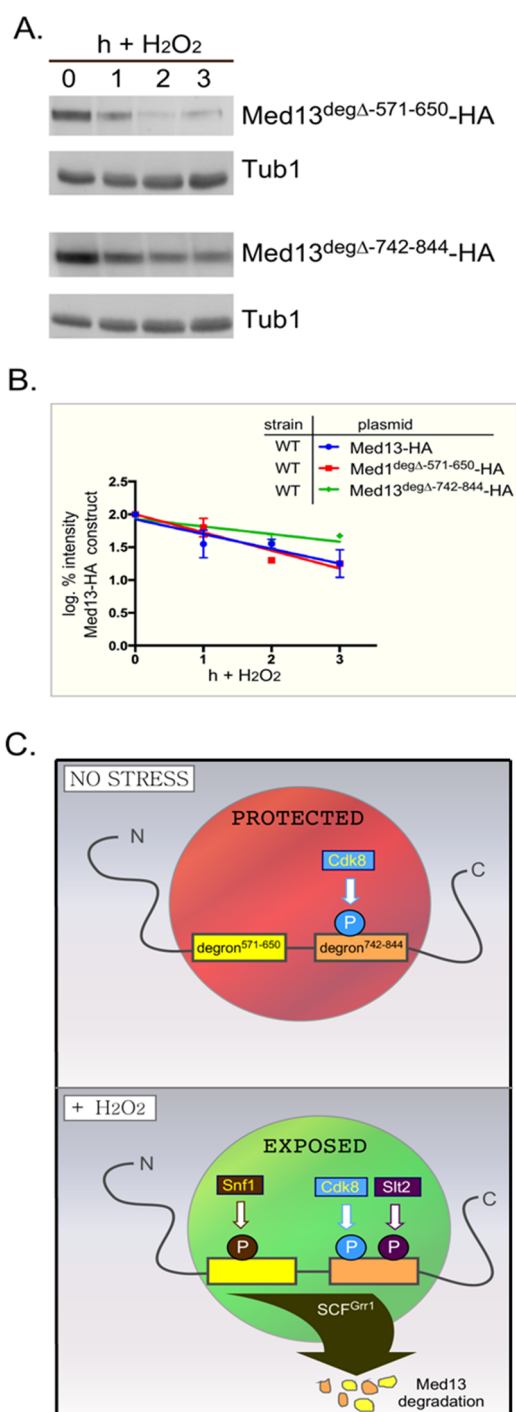 A.
h + H2O2
0 1 2 3
Med13degΔ-571-650-HA
Tub1
Med13degΔ-742-844-HA
Tub1
B.
strain plasmid
WT Med13-HA
WT Med1degΔ-571-650-HA
WT Med13degΔ-742-844-HA
log. % intensity
Med13-HA construct
2.5
2.0
1.5
1.0
0.5
0.0
0 1 2 3
h + H2O2
C.
NO STRESS
PROTECTED
N
Cdk8
C
P
degron571-650
degron742-844
+ H2O2
EXPOSED
N
Snf1
Cdk8
Slt2
C
P
P
P
SCFGrr1
Med13
degradation